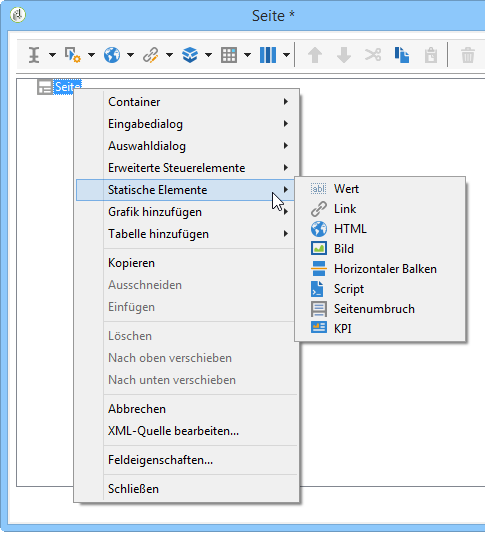 Seite *
Seite
Container
Eingabedialog
Auswahldialog
Erweiterte Steuerelemente
Statische Elemente
Grafik hinzufügen
Tabelle hinzufügen
Kopieren
Ausschneiden
Einfügen
Löschen
Nach oben verschieben
Nach unten verschieben
Abbrechen
XML-Quelle bearbeiten...
Feldeigenschaften...
Schließen
abl
Wert
Link
HTML
Bild
Horizontaler Balken
Script
Seitenumbruch
KPI